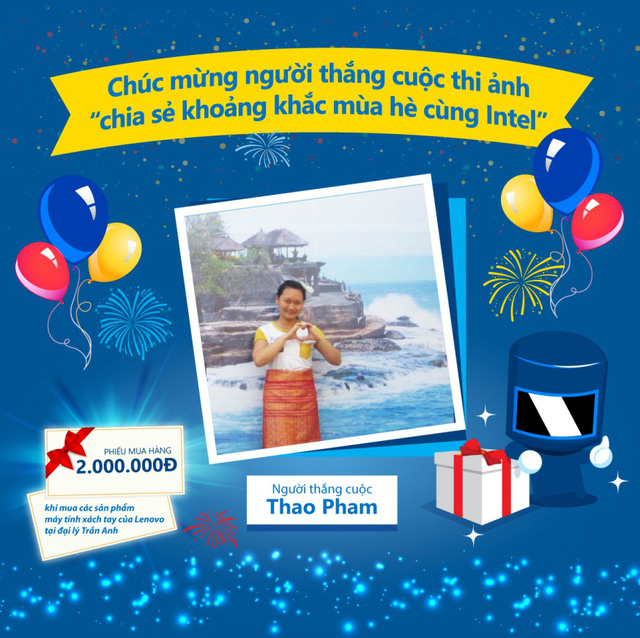 Chúc mừng người thắng cuộc thi ảnh
“chia sẻ khoảng khắc mùa hè cùng Intel”
PHIẾU MUA HÀNG
2.000.000Đ
khi mua các sản phẩm
máy tính xách tay của Lenovo
tại đại lý Trần Anh
Người thắng cuộc
Thao Pham